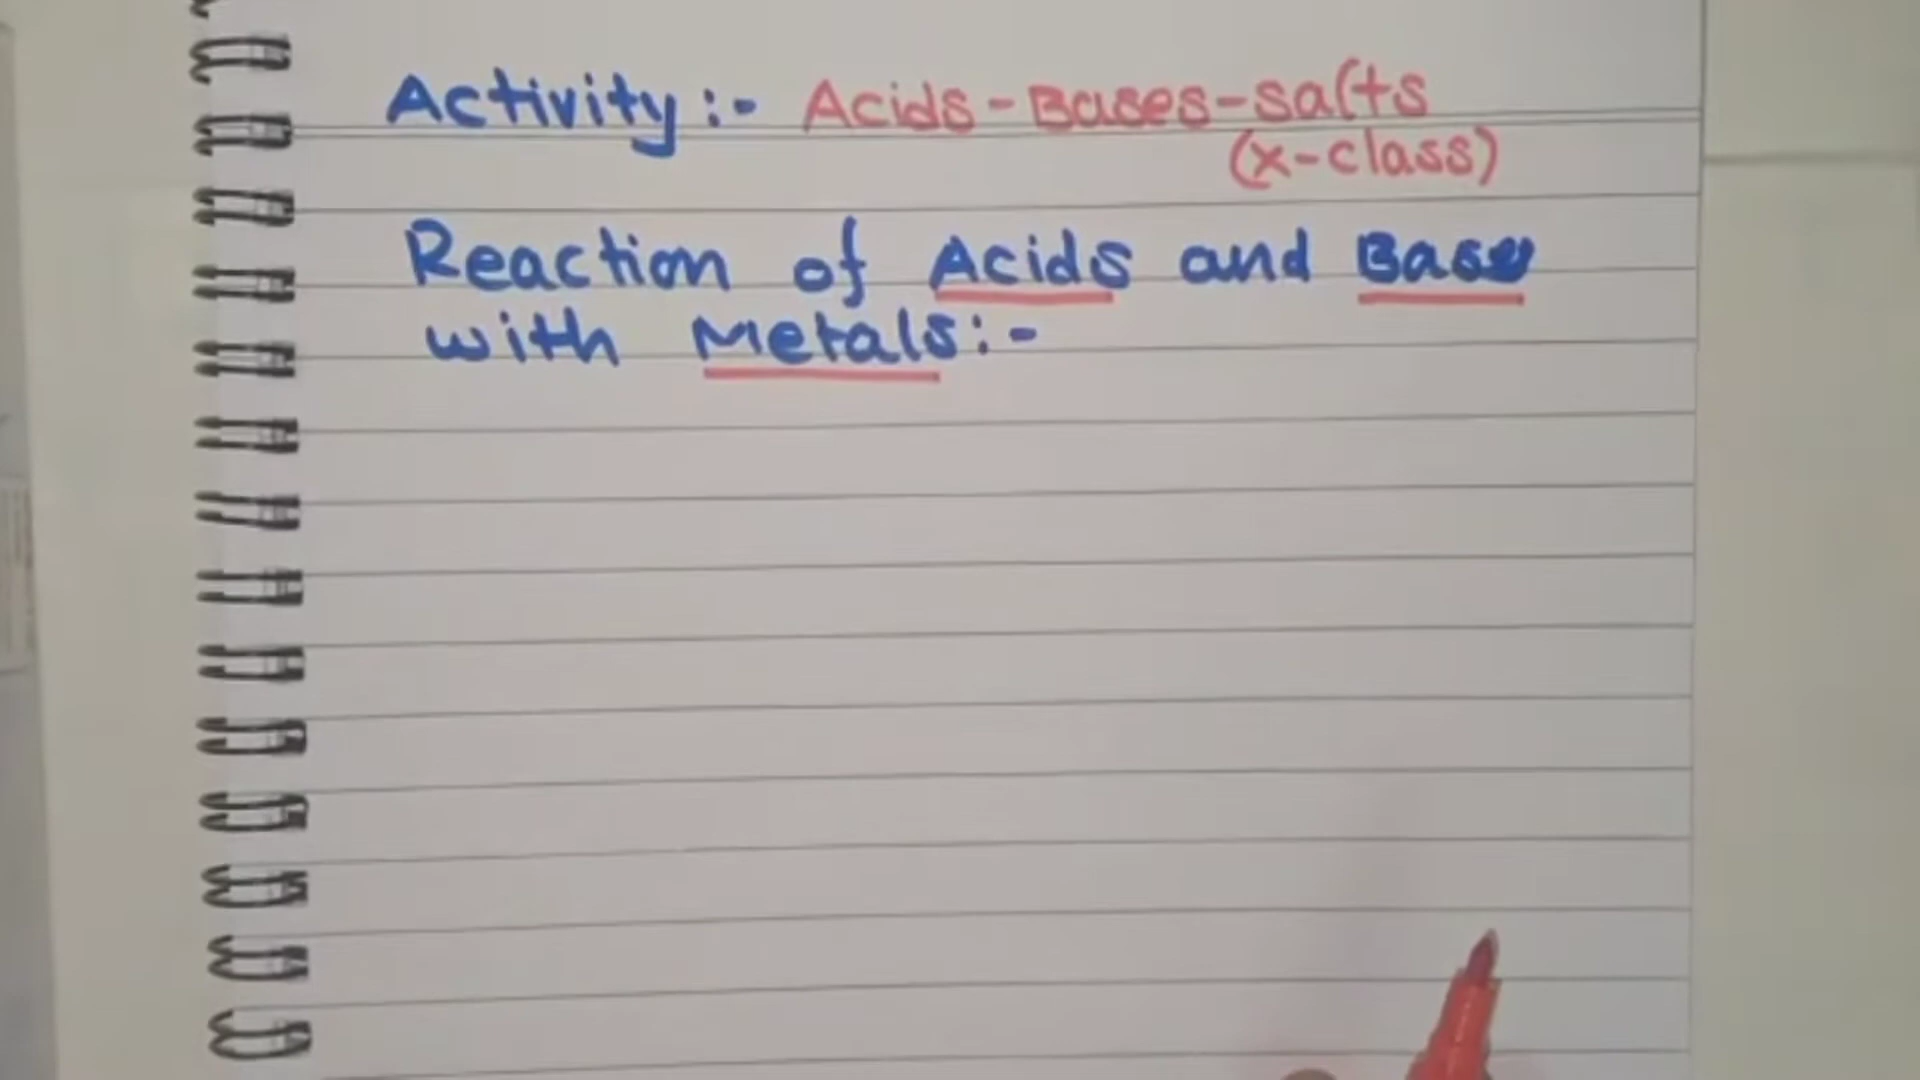 Activity :- Acids - Bases - salts
(x-class)
Reaction of Acids and Base
with Metals :-